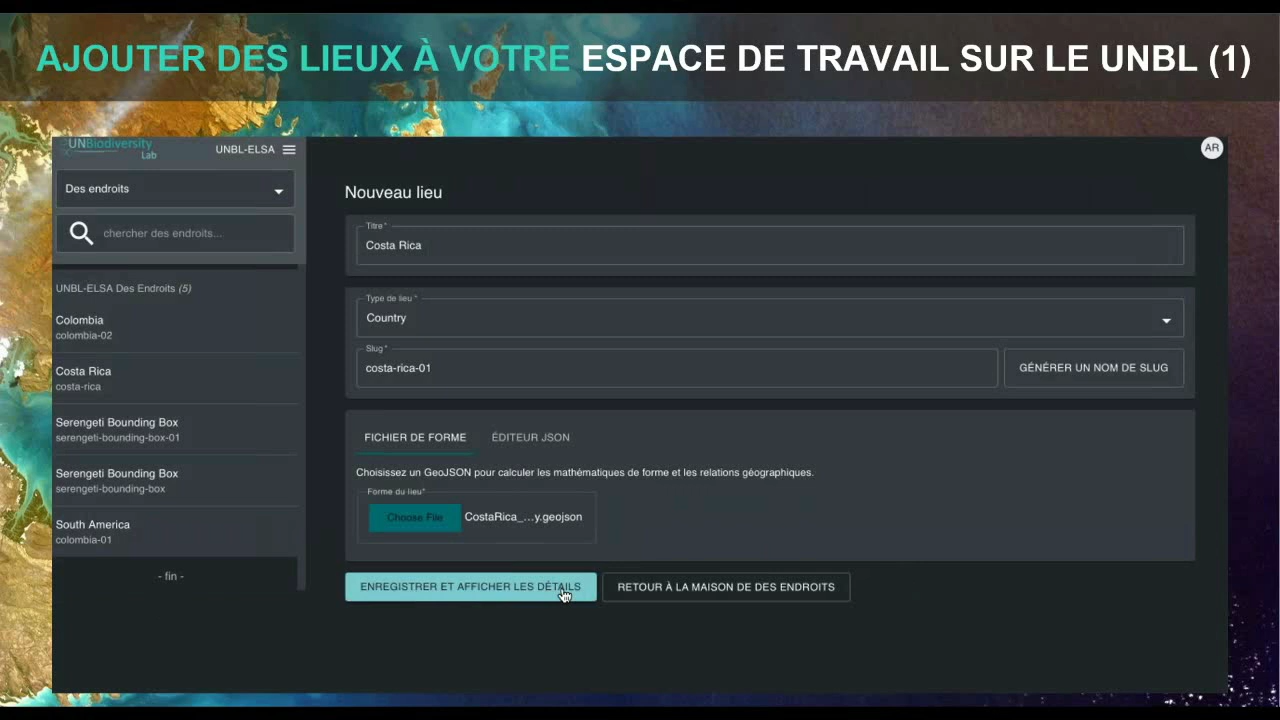 AJOUTER DES LIEUX À VOTRE ESPACE DE TRAVAIL SUR LE UNBL (1)
UNBiodiversity
Lab
UNBL-ELSA
AR
Des endroits
chercher des endroits...
UNBL-ELSA Des Endroits (5)
Colombia
colombia-02
Costa Rica
costa-rica
Serengeti Bounding Box
serengeti-bounding-box-01
Serengeti Bounding Box
serengeti-bounding-box
South America
colombia-01
- fin -
Nouveau lieu
Titre*
Costa Rica
Type de lieu *
Country
Slug*
costa-rica-01
GÉNÉRER UN NOM DE SLUG
FICHIER DE FORME
ÉDITEUR JSON
Choisissez un GeoJSON pour calculer les mathématiques de forme et les relations géographiques.
Forme du lieu*
Choose File
CostaRica_...y.geojson
ENREGISTRER ET AFFICHER LES DÉTAILS
RETOUR À LA MAISON DE DES ENDROITS